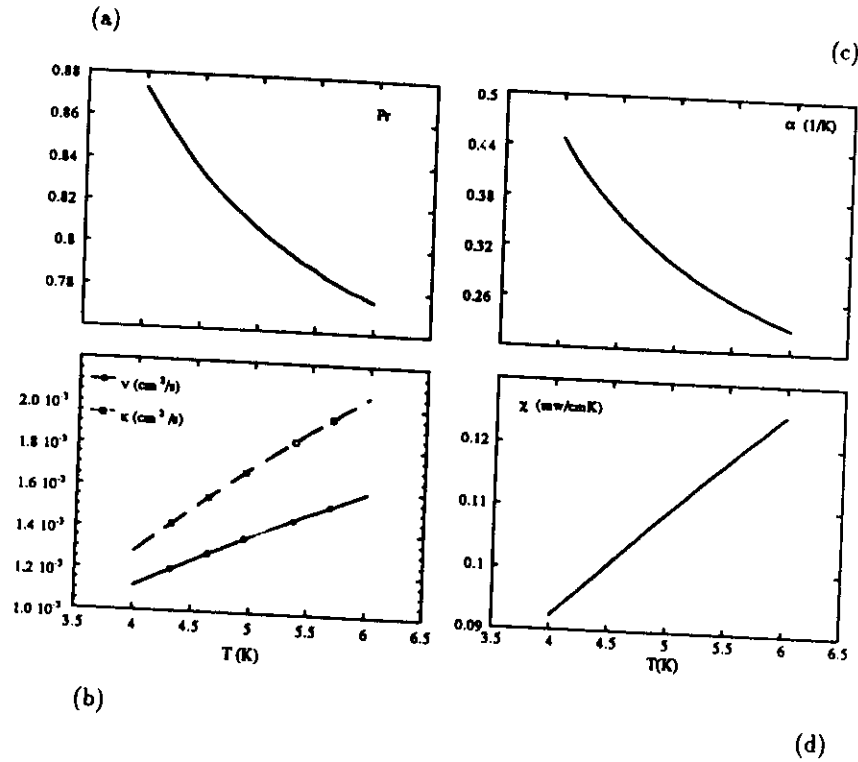 (a)
(c)
0.88
0.86
0.84
0.82
0.8
0.78
Pr
0.5
0.44
0.38
0.32
0.26
α (1/K)
2.0 10⁻³
1.8 10⁻³
1.6 10⁻³
1.4 10⁻³
1.2 10⁻³
1.0 10⁻³
ν (cm²/s)
κ (cm²/s)
3.5 4 4.5 5 5.5 6 6.5
T (K)
χ (mw/cmK)
0.12
0.11
0.1
0.09
3.5 4 4.5 5 5.5 6 6.5
T(K)
(b)
(d)